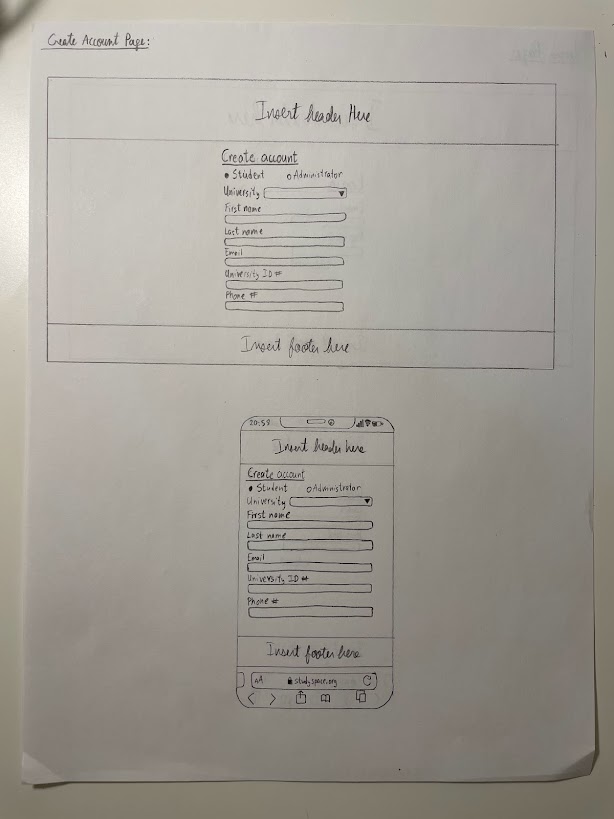 Create Account Page:
Insert header Here
Create account
Student Administrator
University
First name
Last name
Email
University ID #
Phone #
Insert footer here
20:58
Insert header here
Create account
Student Administrator
University
First name
Last name
Email
University ID #
Phone #
Insert footer here
AA studyspace.org